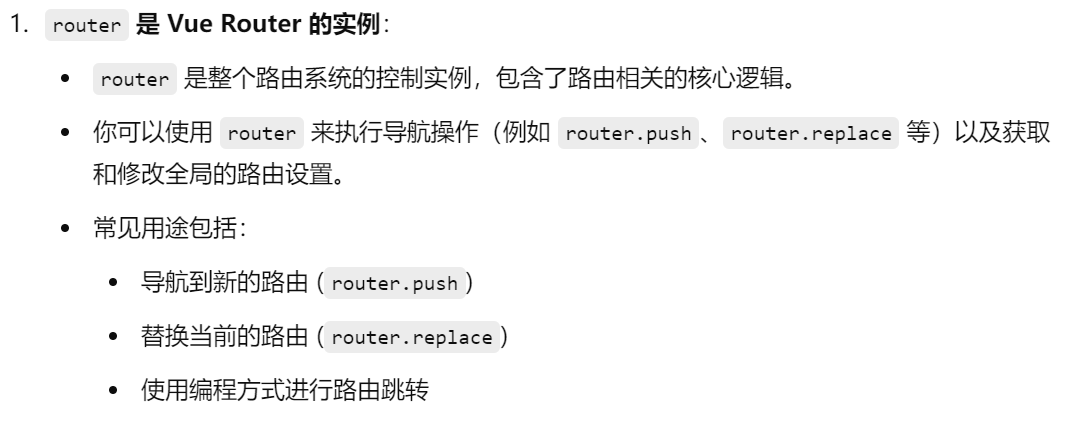 1. router 是 Vue Router 的实例：
• router 是整个路由系统的控制实例，包含了路由相关的核心逻辑。
• 你可以使用 router 来执行导航操作（例如 router.push、router.replace 等）以及获取
和修改全局的路由设置。
• 常见用途包括：
• 导航到新的路由 (router.push)
• 替换当前的路由 (router.replace)
• 使用编程方式进行路由跳转